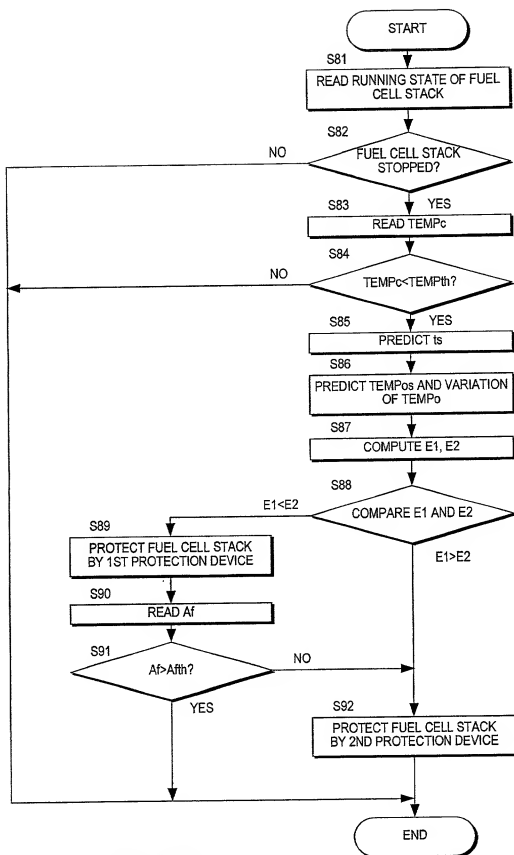 START
S81
READ RUNNING STATE OF FUEL
CELL STACK
S82
NO
FUEL CELL STACK
STOPPED?
YES
S83
READ TEMPc
S84
NO
TEMPc<TEMPth?
S85
YES
PREDICT ts
S86
PREDICT TEMPos AND VARIATION
OF TEMPo
S87
COMPUTE E1, E2
S88
E1<E2
COMPARE E1 AND E2
S89
E1>E2
PROTECT FUEL CELL STACK
BY 1ST PROTECTION DEVICE
S90
READ Af
S91
NO
Af>Afth?
YES
S92
PROTECT FUEL CELL STACK
BY 2ND PROTECTION DEVICE
END